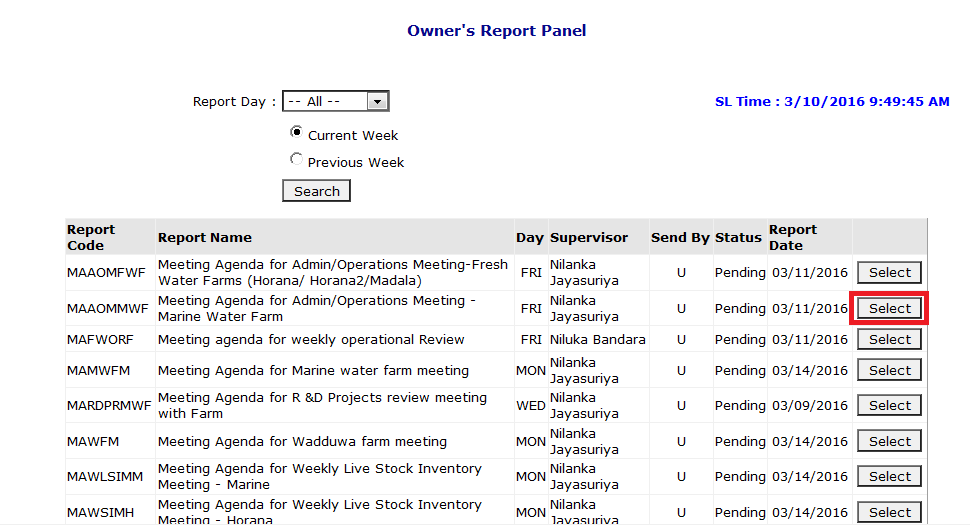 Owner's Report Panel
Report Day : -- All --
SL Time : 3/10/2016 9:49:45 AM
Current Week
Previous Week
Search
Report Code Report Name Day Supervisor Send By Status Report Date
MAAOMFWF Meeting Agenda for Admin/Operations Meeting-Fresh Water Farms (Horana/ Horana2/Madala) FRI Nilanka Jayasuriya U Pending 03/11/2016 Select
MAAOMMWF Meeting Agenda for Admin/Operations Meeting - Marine Water Farm FRI Nilanka Jayasuriya U Pending 03/11/2016 Select
MAFWORF Meeting agenda for weekly operational Review FRI Niluka Bandara U Pending 03/11/2016 Select
MAMWFM Meeting Agenda for Marine water farm meeting MON Nilanka Jayasuriya U Pending 03/14/2016 Select
MARDPRMWF Meeting Agenda for R &D Projects review meeting with Farm WED Nilanka Jayasuriya U Pending 03/09/2016 Select
MAWFM Meeting Agenda for Wadduwa farm meeting MON Nilanka Jayasuriya U Pending 03/14/2016 Select
MAWLSIMM Meeting Agenda for Weekly Live Stock Inventory Meeting - Marine MON Nilanka Jayasuriya U Pending 03/14/2016 Select
MAWSIMH Meeting Agenda for Weekly Live Stock Inventory Meeting - Horana MON Nilanka Jayasuriya U Pending 03/14/2016 Select